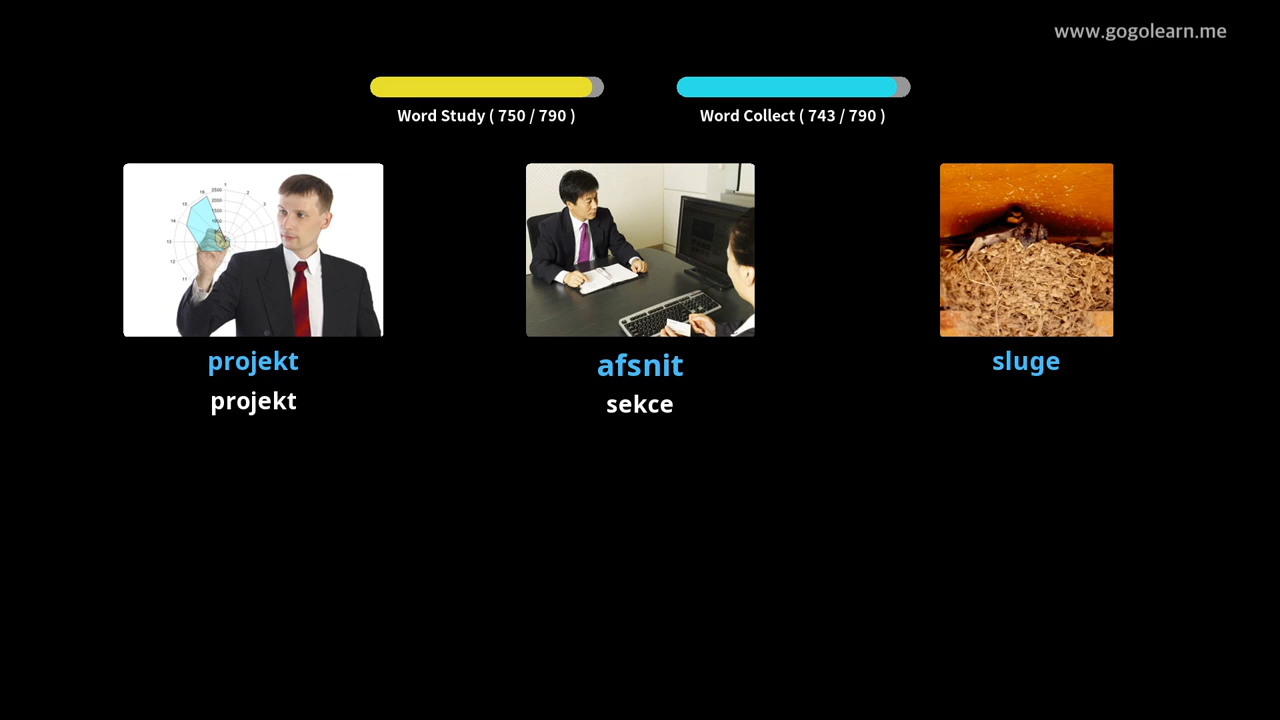 www.gogolearn.me
Word Study ( 750 / 790 )
Word Collect ( 743 / 790 )
projekt
afsnit
sluge
projekt
sekce